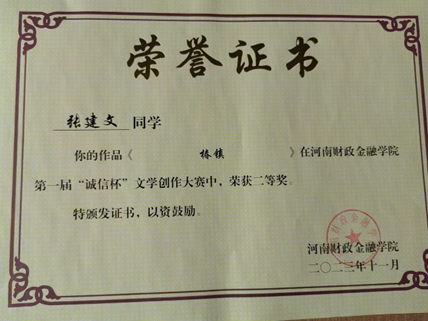 荣誉证书
张建文 同学
你的作品《 椿镇 》在河南财政金融学院
第一届“诚信杯”文学创作大赛中，荣获二等奖。
特颁发证书，以资鼓励。
河南财政金融学院
二〇二三年十一月